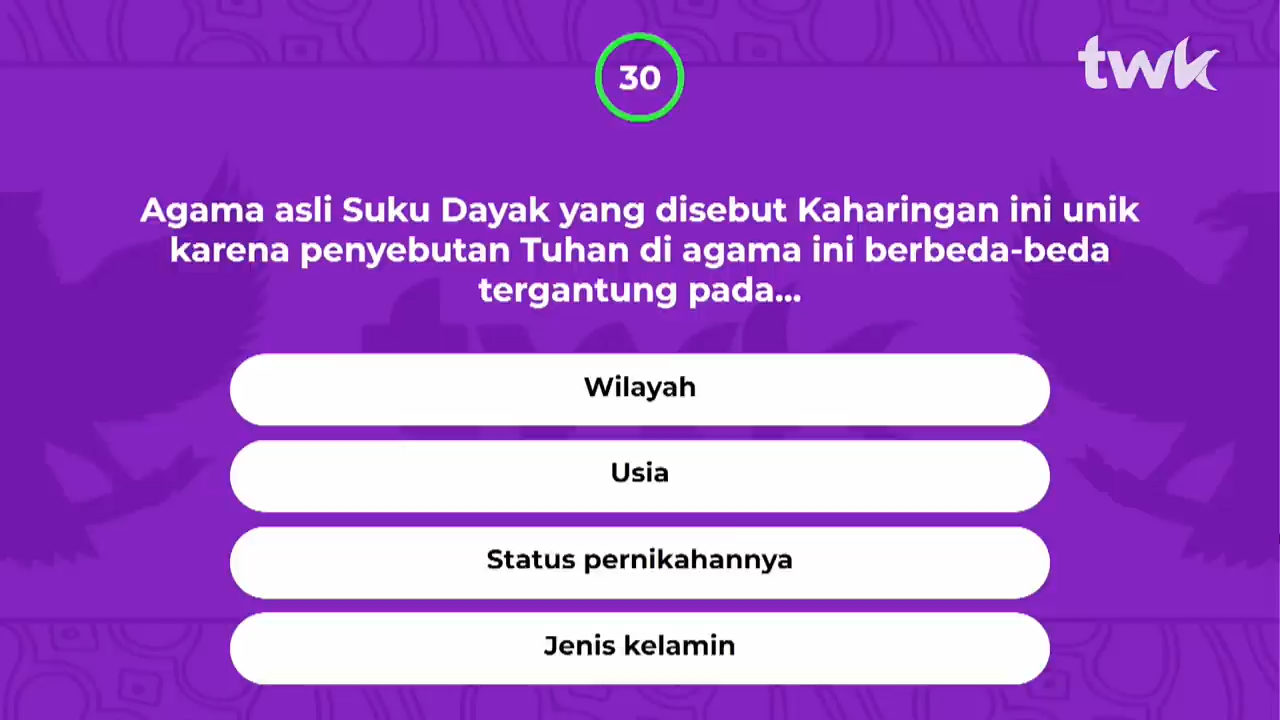 30
twk
Agama asli Suku Dayak yang disebut Kaharingan ini unik
karena penyebutan Tuhan di agama ini berbeda-beda
tergantung pada...
Wilayah
Usia
Status pernikahannya
Jenis kelamin